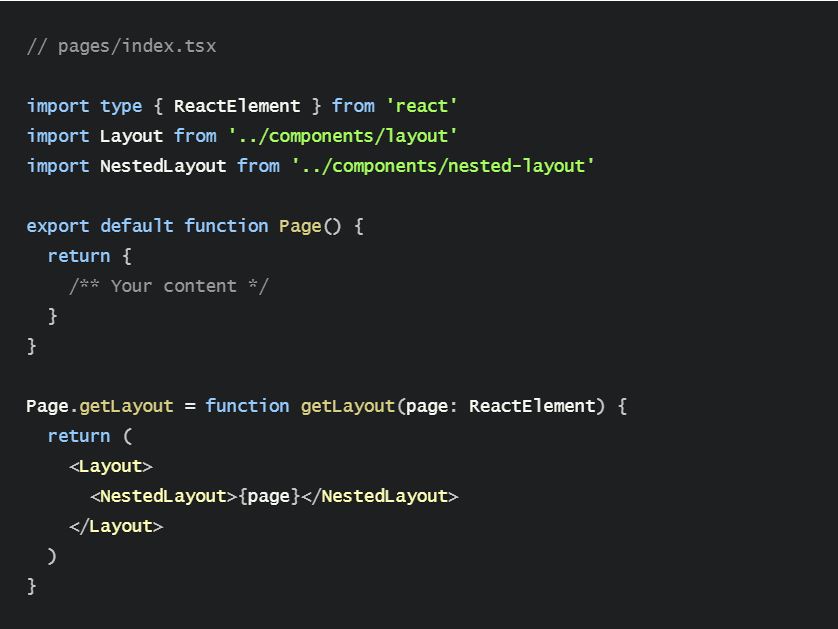 // pages/index.tsx
import type { ReactElement } from 'react'
import Layout from '../components/layout'
import NestedLayout from '../components/nested-layout'
export default function Page() {
  return {
    /** Your content */
  }
}
Page.getLayout = function getLayout(page: ReactElement) {
  return (
    <Layout>
      <NestedLayout>{page}</NestedLayout>
    </Layout>
  )
}